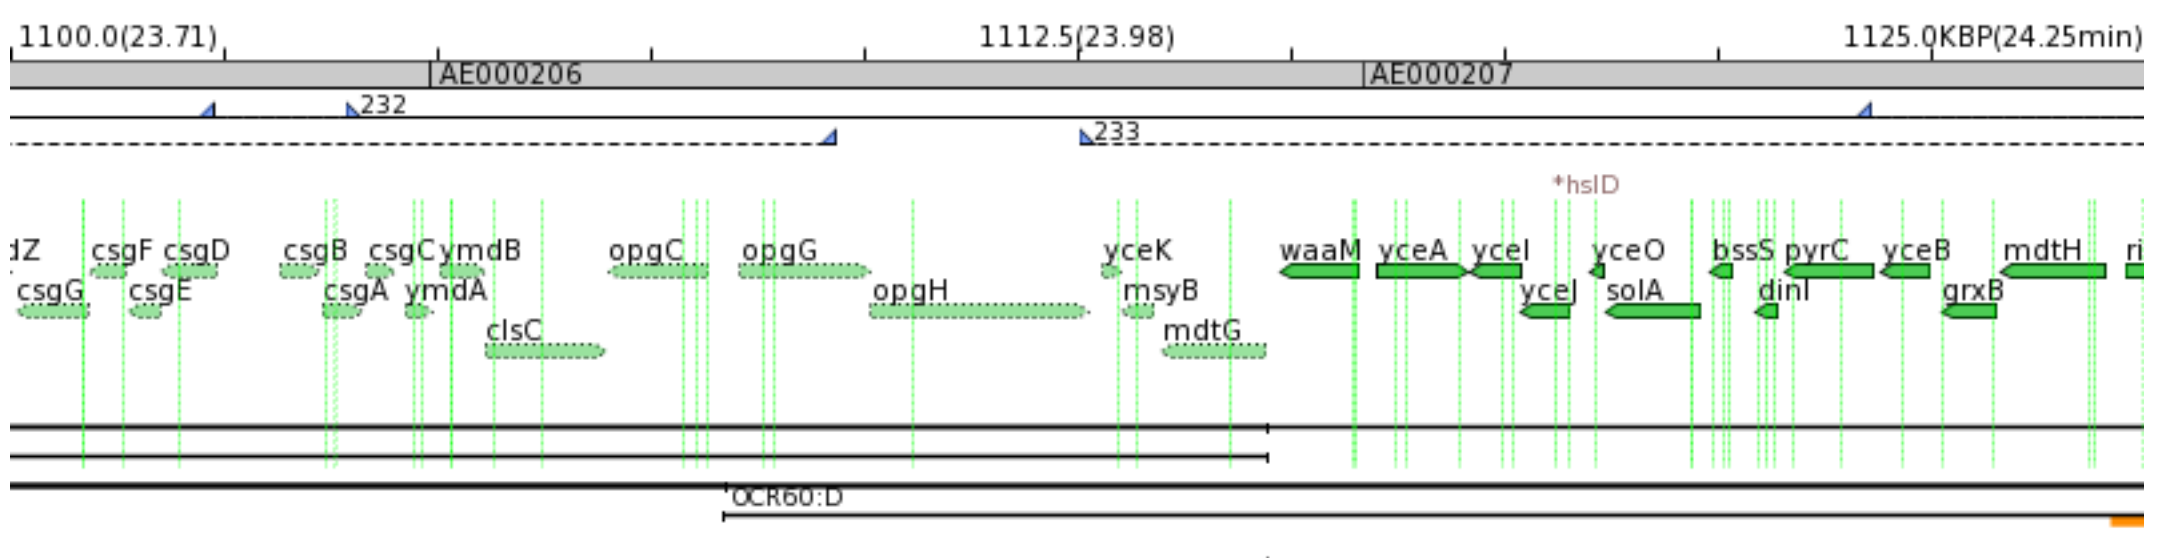 1100.0(23.71) 1112.5(23.98) 1125.0KBP(24.25min)
AE000206 AE000207
232
233
*hslD
dZ csgF csgD csgB csgC ymdB opgC opgG yceK waaM yceA yceI yceO bssS pyrC yceB mdtH ri
csgG csgE csgA ymdA opgH msyB yceJ solA dinI grxB
clsC mdtG
OCR60:D